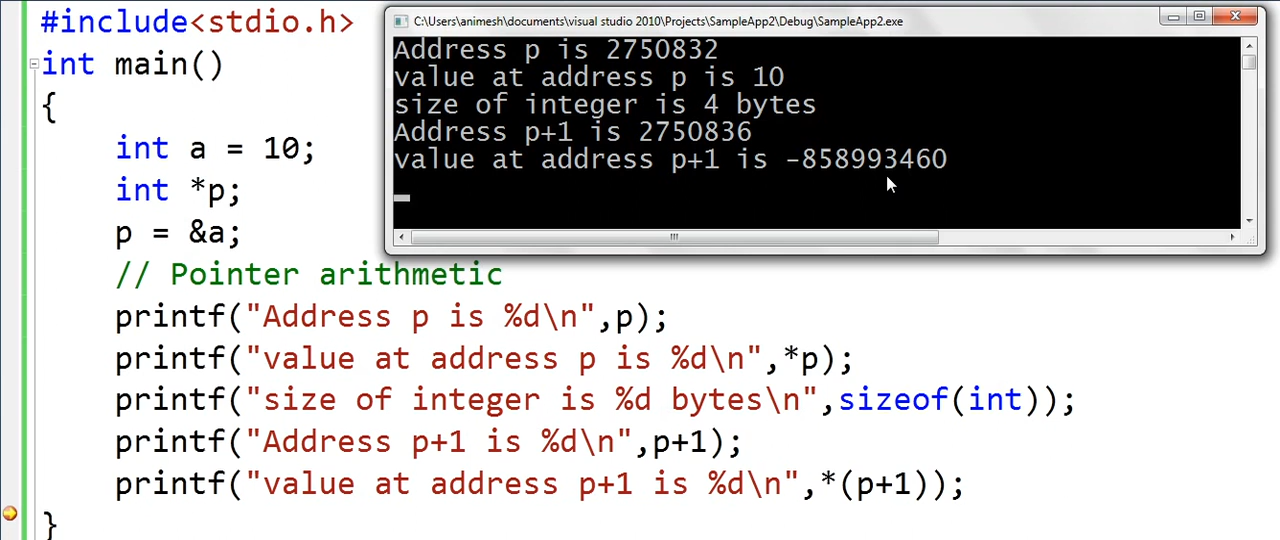 #include<stdio.h>
int main()
{
int a = 10;
int *p;
p = &a;
// Pointer arithmetic
printf("Address p is %d\n",p);
printf("value at address p is %d\n",*p);
printf("size of integer is %d bytes\n",sizeof(int));
printf("Address p+1 is %d\n",p+1);
printf("value at address p+1 is %d\n",*(p+1));
}
C:\Users\animesh\documents\visual studio 2010\Projects\SampleApp2\Debug\SampleApp2.exe
Address p is 2750832
value at address p is 10
size of integer is 4 bytes
Address p+1 is 2750836
value at address p+1 is -858993460